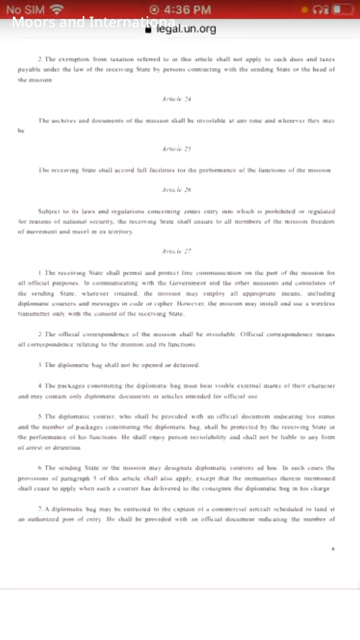 No SIM 4:36 PM
Moors and Internationa
legal.un.org
2. The exemption from taxation referred to in this article shall not apply to such dues and taxes
payable under the law of the receiving State by persons contracting with the sending State or the head of
the mission.
Article 24
The archives and documents of the mission shall be inviolable at any time and wherever they may
be.
Article 25
The receiving State shall accord full facilities for the performance of the functions of the mission.
Article 26
Subject to its laws and regulations concerning zones entry into which is prohibited or regulated
for reasons of national security, the receiving State shall ensure to all members of the mission freedom
of movement and travel in its territory.
Article 27
1. The receiving State shall permit and protect free communication on the part of the mission for
all official purposes. In communicating with the Government and the other missions and consulates of
the sending State, wherever situated, the mission may employ all appropriate means, including
diplomatic couriers and messages in code or cipher. However, the mission may install and use a wireless
transmitter only with the consent of the receiving State.
2. The official correspondence of the mission shall be inviolable. Official correspondence means
all correspondence relating to the mission and its functions.
3. The diplomatic bag shall not be opened or detained.
4. The packages constituting the diplomatic bag must bear visible external marks of their character
and may contain only diplomatic documents or articles intended for official use.
5. The diplomatic courier, who shall be provided with an official document indicating his status
and the number of packages constituting the diplomatic bag, shall be protected by the receiving State in
the performance of his functions. He shall enjoy person inviolability and shall not be liable to any form
of arrest or detention.
6. The sending State or the mission may designate diplomatic couriers ad hoc. In such cases the
provisions of paragraph 5 of this article shall also apply, except that the immunities therein mentioned
shall cease to apply when such a courier has delivered to the consignee the diplomatic bag in his charge.
7. A diplomatic bag may be entrusted to the captain of a commercial aircraft scheduled to land at
an authorized port of entry. He shall be provided with an official document indicating the number of